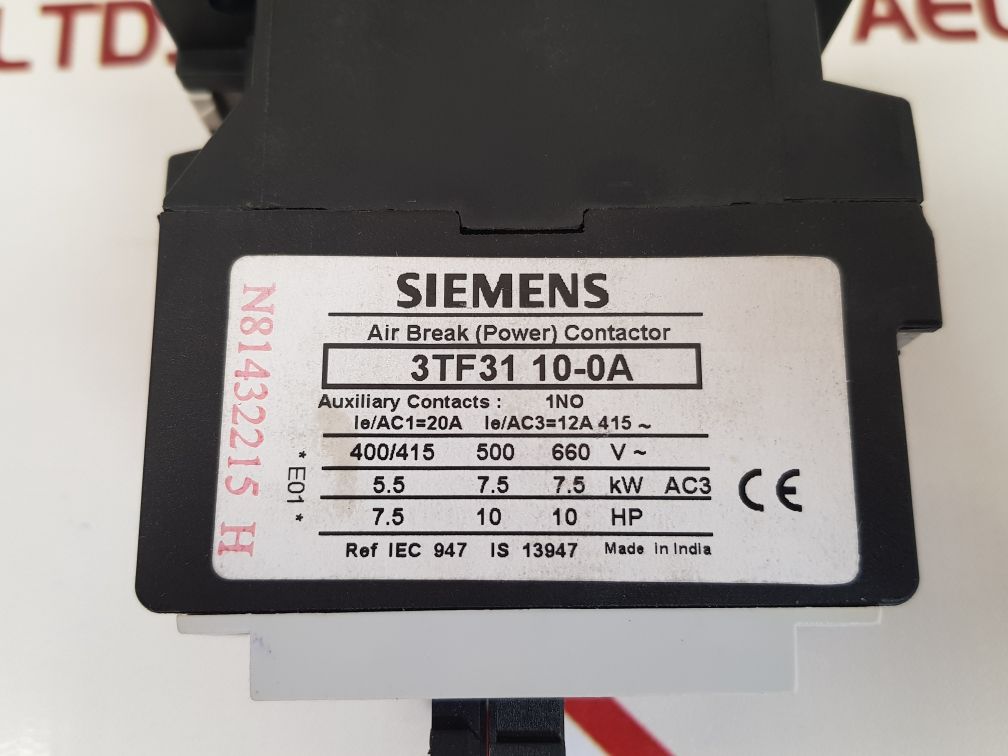 LTD
SIEMENS
Air Break (Power) Contactor
3TF31 10-0A
Auxiliary Contacts : 1NO
Ie/AC1=20A Ie/AC3=12A 415 ~
400/415 500 660 V ~
5.5 7.5 7.5 kW AC3
7.5 10 10 HP
Ref IEC 947 IS 13947 Made in India
CE
N81432215 H
* E01 *